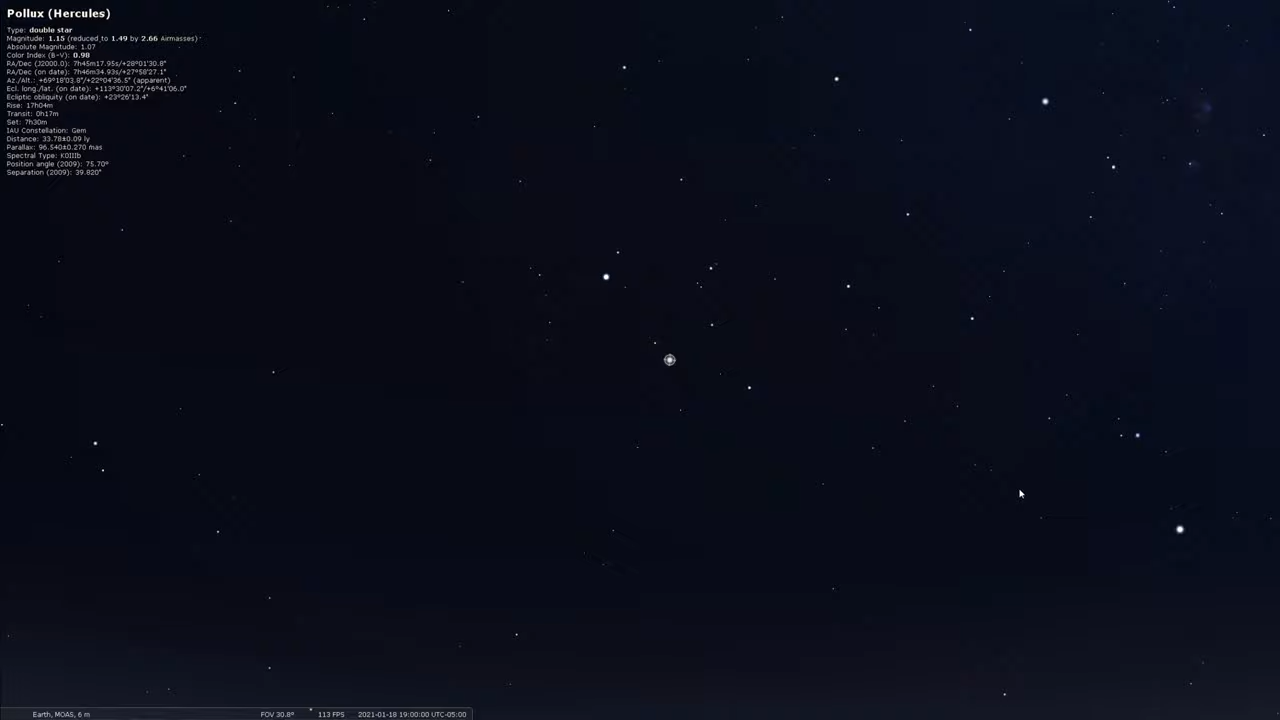 Pollux (Hercules)
Type: double star
Magnitude: 1.15 (reduced to 1.49 by 2.66 Airmasses)
Absolute Magnitude: 1.07
Color Index (B-V): 0.98
RA/Dec (J2000.0): 7h45m17.95s/+28°01'30.8"
RA/Dec (on date): 7h46m34.93s/+27°58'27.1"
Az./Alt.: +69°18'03.8"/+22°04'36.5" (apparent)
Ecl. long./lat. (on date): +113°30'07.2"/+6°41'06.0"
Ecliptic obliquity (on date): +23°26'13.4"
Rise: 17h04m
Transit: 0h17m
Set: 7h30m
IAU Constellation: Gem
Distance: 33.78±0.09 ly
Parallax: 96.540±0.270 mas
Spectral Type: K0IIIb
Position angle (2009): 75.70°
Separation (2009): 39.820"
Earth, MOAS, 6 m FOV 30.8° 113 FPS 2021-01-18 19:00:00 UTC-05:00